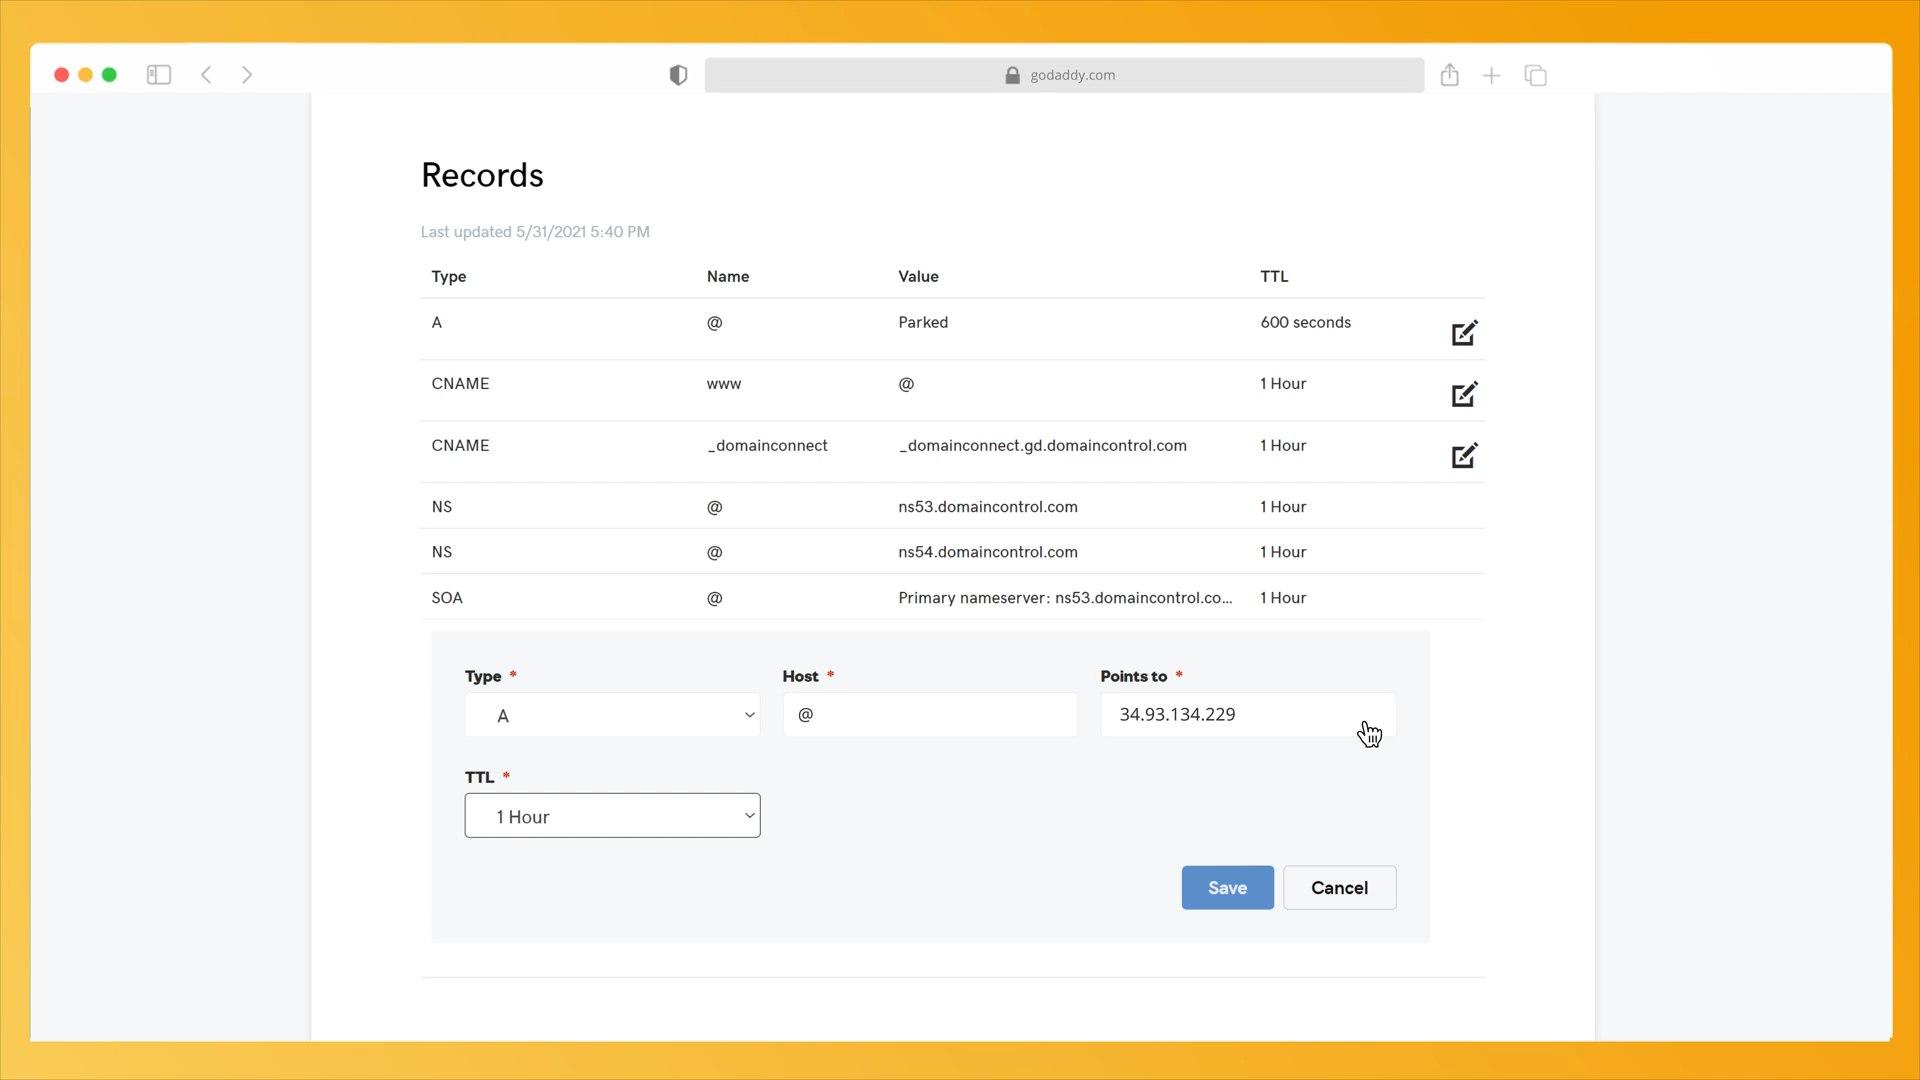 godaddy.com
Records
Last updated 5/31/2021 5:40 PM
Type Name Value TTL
A @ Parked 600 seconds
CNAME www @ 1 Hour
CNAME _domainconnect _domainconnect.gd.domaincontrol.com 1 Hour
NS @ ns53.domaincontrol.com 1 Hour
NS @ ns54.domaincontrol.com 1 Hour
SOA @ Primary nameserver: ns53.domaincontrol.co... 1 Hour
Type * Host * Points to *
A @ 34.93.134.229
TTL *
1 Hour
Save Cancel